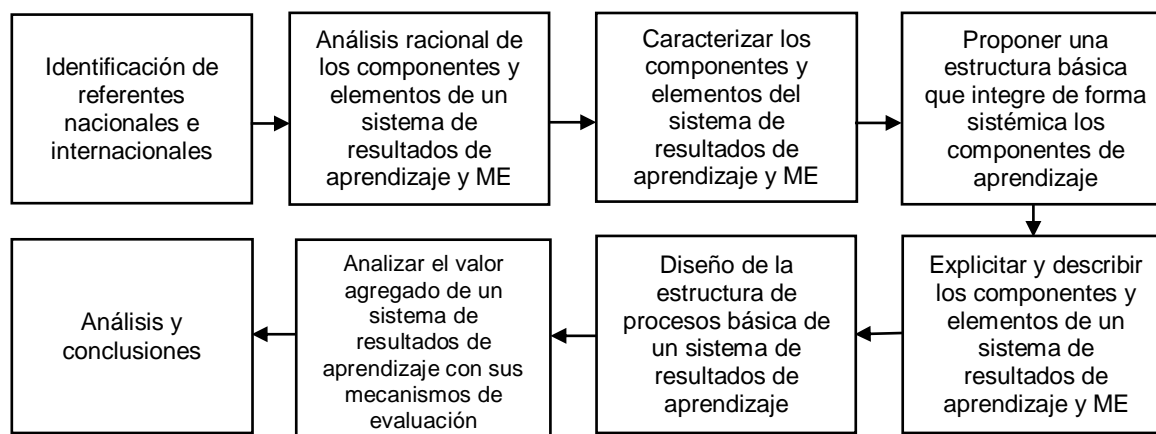 Identificación de
referentes
nacionales e
internacionales
Análisis racional de
los componentes y
elementos de un
sistema de
resultados de
aprendizaje y ME
Caracterizar los
componentes y
elementos del
sistema de
resultados de
aprendizaje y ME
Proponer una
estructura básica
que integre de forma
sistémica los
componentes de
aprendizaje
Explicitar y describir
los componentes y
elementos de un
sistema de
resultados de
aprendizaje y ME
Diseño de la
estructura de
procesos básica de
un sistema de
resultados de
aprendizaje
Analizar el valor
agregado de un
sistema de
resultados de
aprendizaje con sus
mecanismos de
evaluación
Análisis y
conclusiones